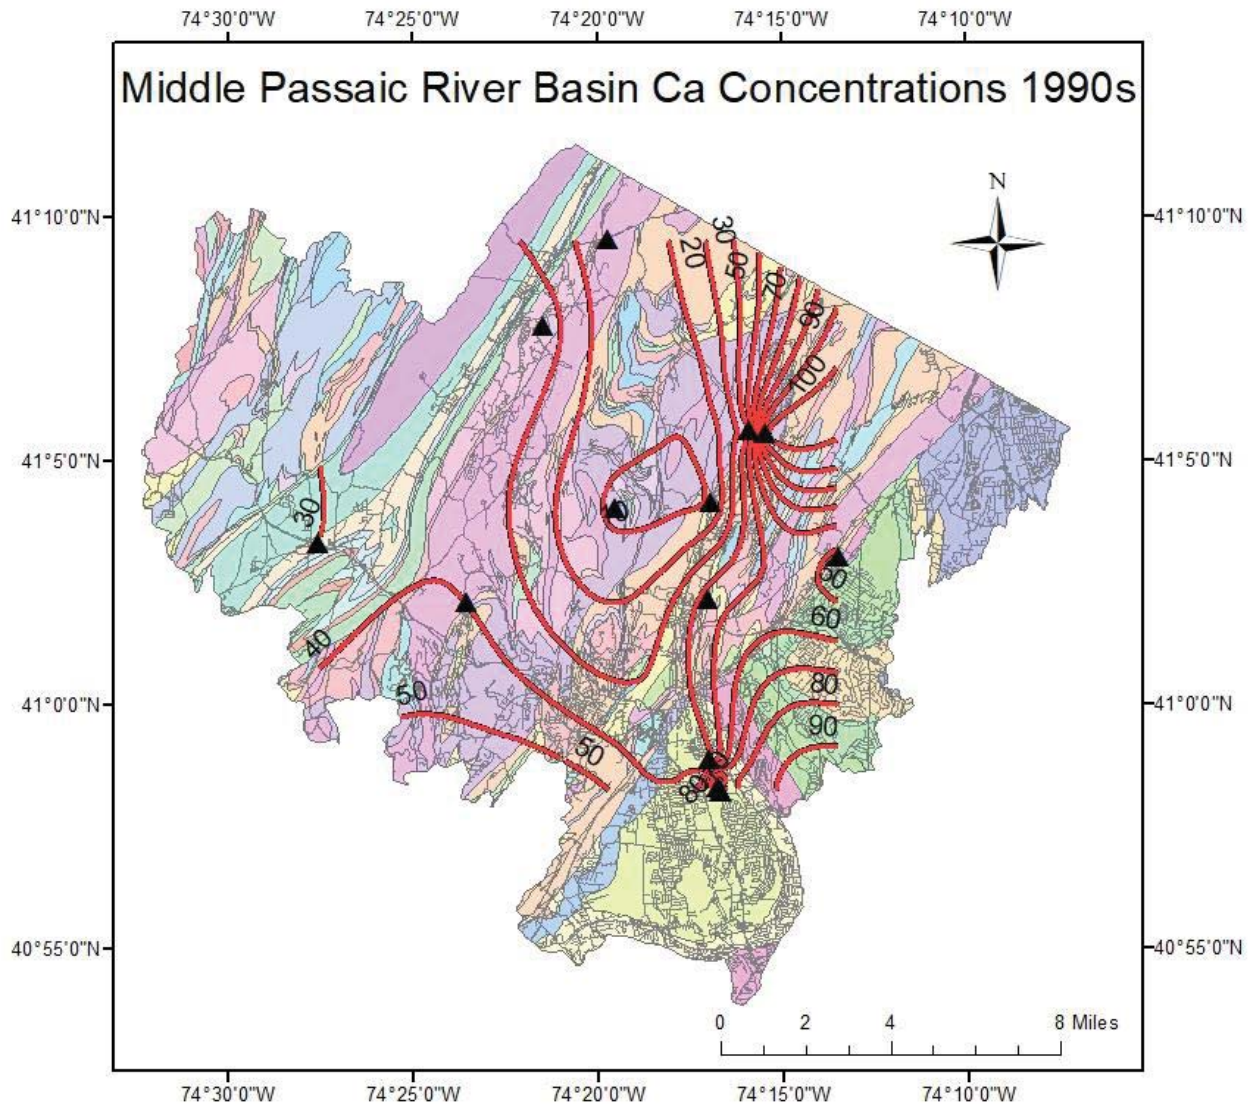 74°30'0"W 74°25'0"W 74°20'0"W 74°15'0"W 74°10'0"W
Middle Passaic River Basin Ca Concentrations 1990s
N
41°10'0"N 41°10'0"N
30
20
50
70
90
100
41°5'0"N 41°5'0"N
30
60
40
50
80
41°0'0"N 41°0'0"N
90
50
80
40°55'0"N 40°55'0"N
0 2 4 8 Miles
74°30'0"W 74°25'0"W 74°20'0"W 74°15'0"W 74°10'0"W